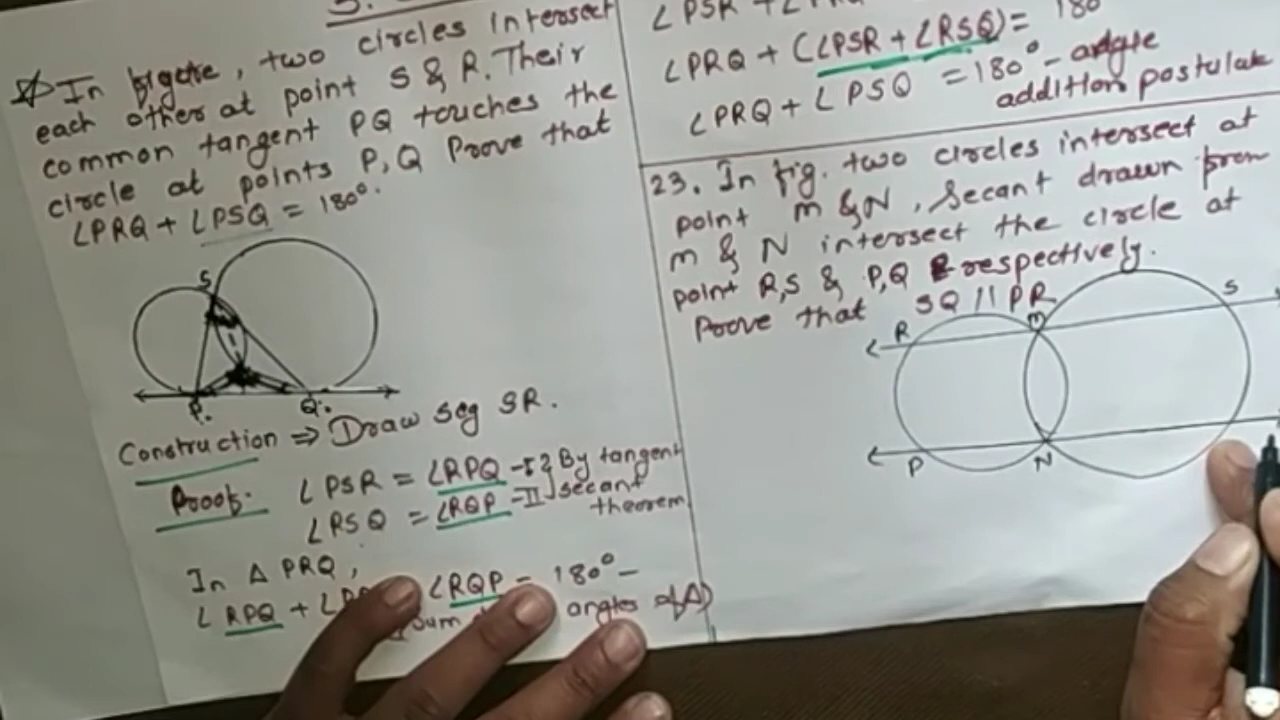 In figure, two circles intersect
each other at point S & R. Their
common tangent PQ touches the
circle at points P, Q Prove that
∠PRQ + ∠PSQ = 180°.
S
P.
Q.
Construction ⇒ Draw seg SR.
Proof:- ∠PSR = ∠RPQ - I } By tangent
∠RSQ = ∠RQP - II } secant
theorem
In Δ PRQ,
∠RPQ + ∠RQP = 180° -
angles of Δ)
∠PSR +
∠PRQ + (∠PSR + ∠RSQ) = 180
∠PRQ + ∠PSQ = 180° - angle
addition postulate
23. In fig. two circles intersect at
point M & N, Secant drawn from
M & N intersect the circle at
point R,S & P,Q respectively.
Prove that SQ || PR
R
M
S
P
N